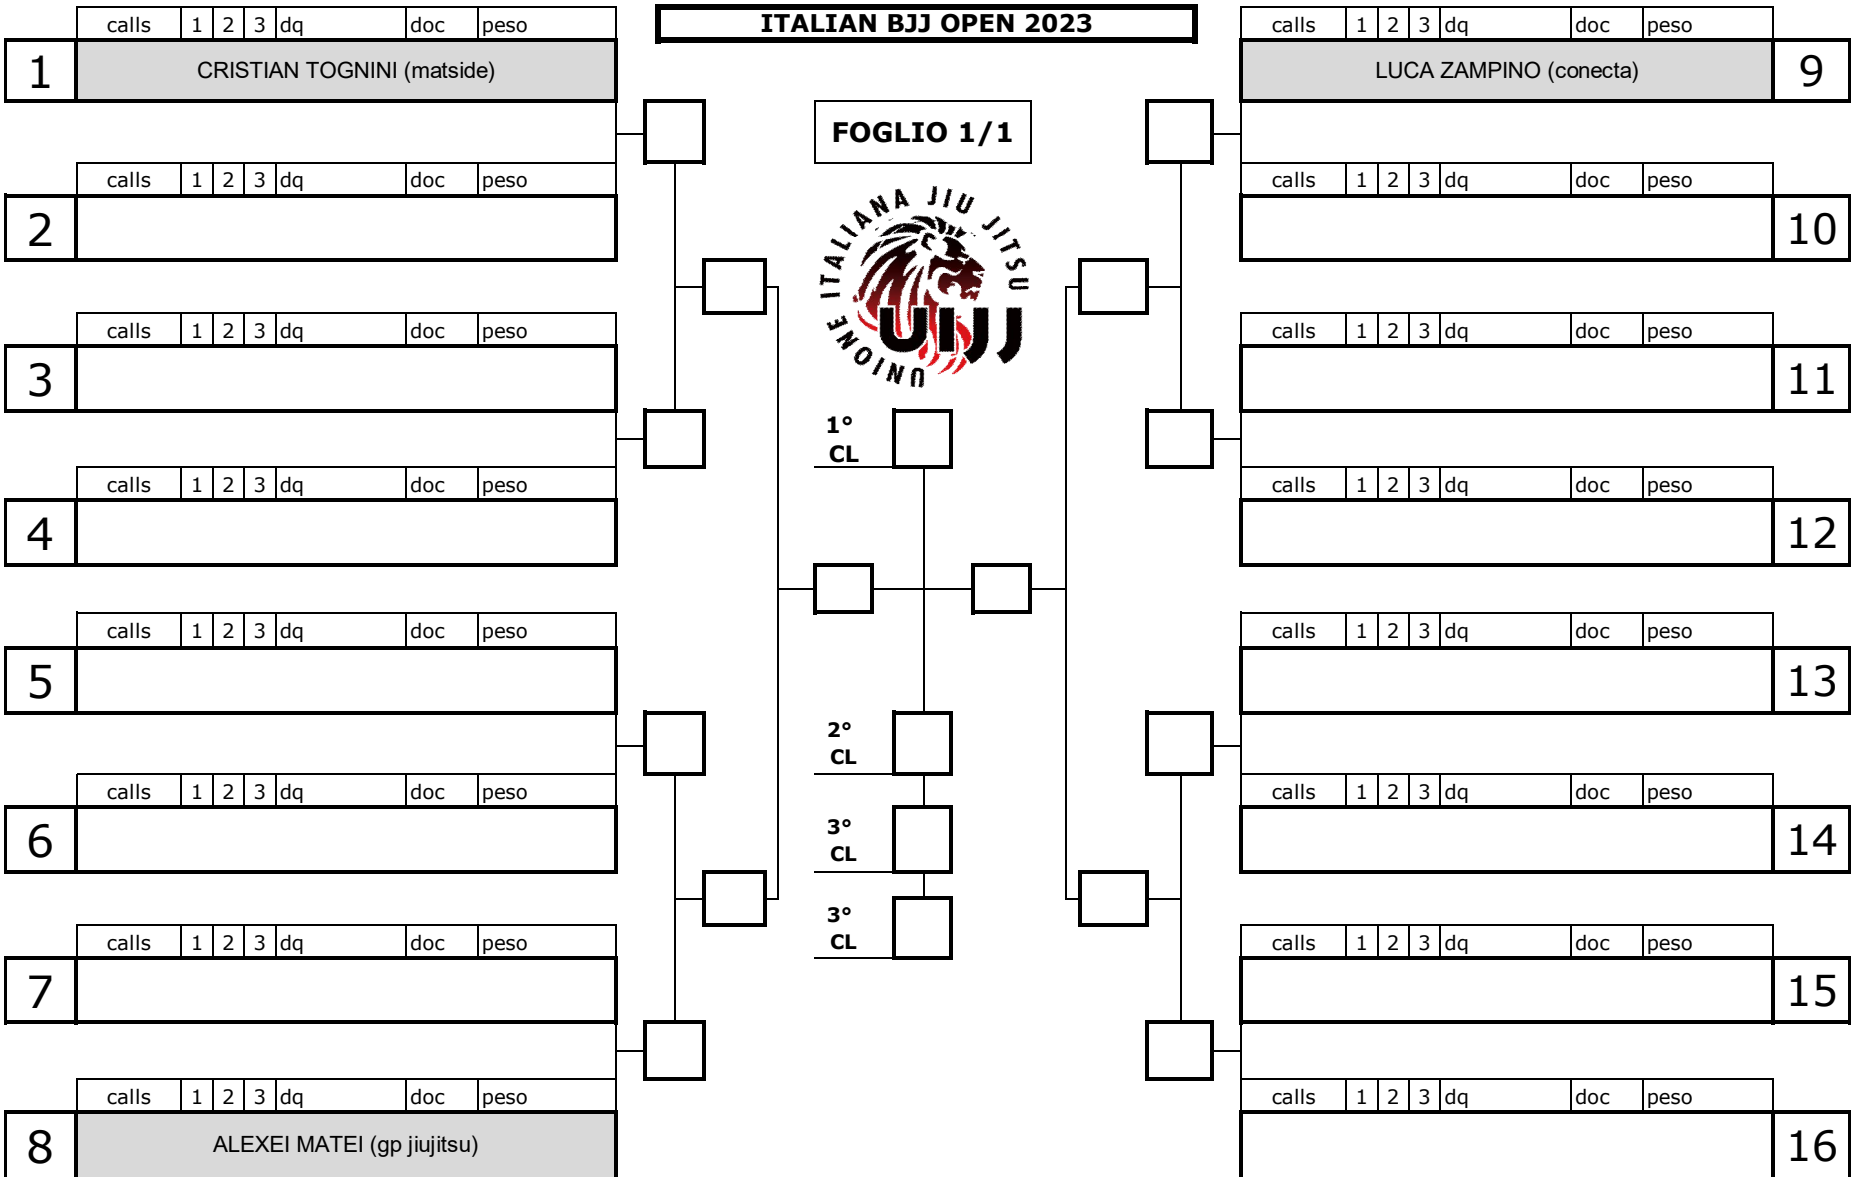 ITALIAN BJJ OPEN 2023
calls 1 2 3 dq doc peso
1 CRISTIAN TOGNINI (matside)
calls 1 2 3 dq doc peso
2
calls 1 2 3 dq doc peso
3
calls 1 2 3 dq doc peso
4
calls 1 2 3 dq doc peso
5
calls 1 2 3 dq doc peso
6
calls 1 2 3 dq doc peso
7
calls 1 2 3 dq doc peso
8 ALEXEI MATEI (gp jiujitsu)
FOGLIO 1/1
UNIONE ITALIANA JIU JITSU
UIJJ
1°
CL
2°
CL
3°
CL
3°
CL
calls 1 2 3 dq doc peso
LUCA ZAMPINO (conecta) 9
calls 1 2 3 dq doc peso
10
calls 1 2 3 dq doc peso
11
calls 1 2 3 dq doc peso
12
calls 1 2 3 dq doc peso
13
calls 1 2 3 dq doc peso
14
calls 1 2 3 dq doc peso
15
calls 1 2 3 dq doc peso
16